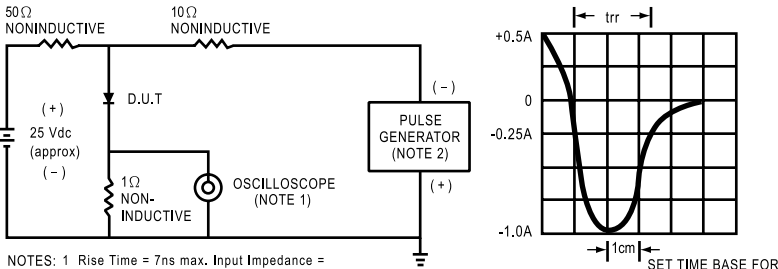 50Ω
NONINDUCTIVE
10Ω
NONINDUCTIVE
(+)
25 Vdc
(approx)
(-)
D.U.T
1Ω
NON-
INDUCTIVE
OSCILLOSCOPE
(NOTE 1)
(-)
PULSE
GENERATOR
(NOTE 2)
(+)
NOTES: 1 Rise Time = 7ns max. Input Impedance =
trr
+0.5A
0
-0.25A
-1.0A
1cm
SET TIME BASE FOR